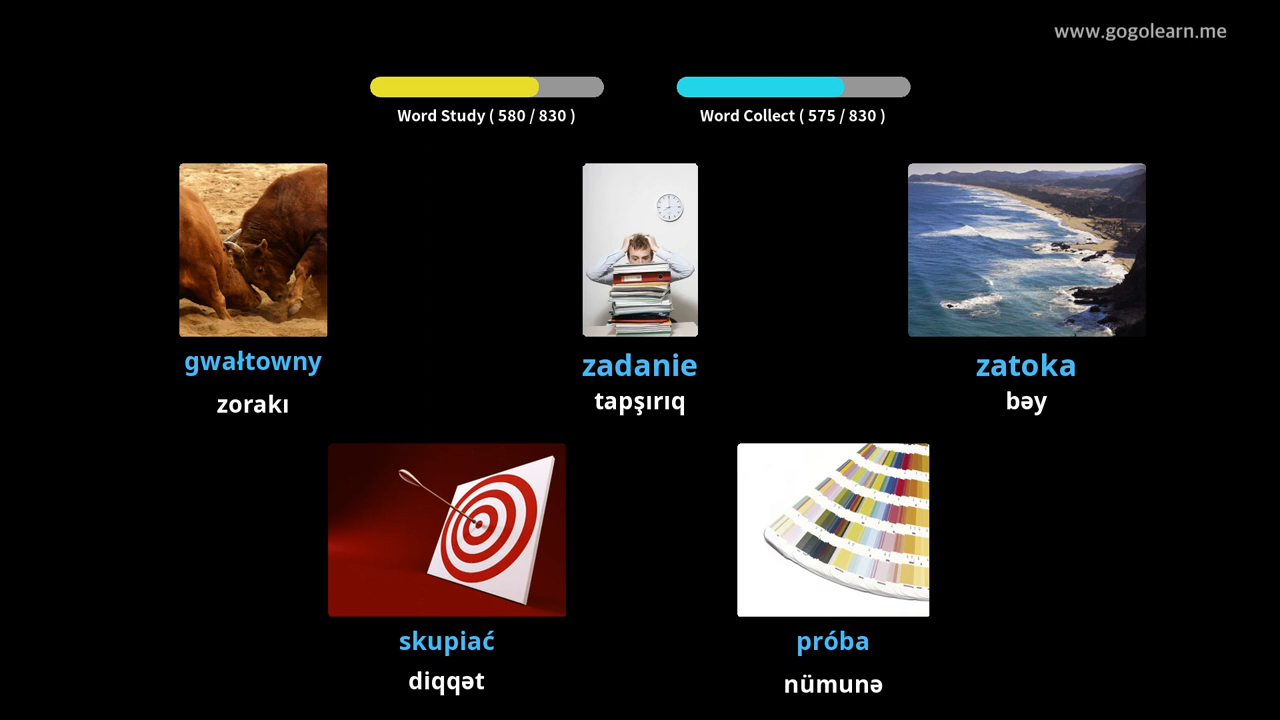 www.gogolearn.me
Word Study ( 580 / 830 )
Word Collect ( 575 / 830 )
gwałtowny
zorakı
zadanie
tapşırıq
zatoka
bəy
skupiać
diqqət
próba
nümunə